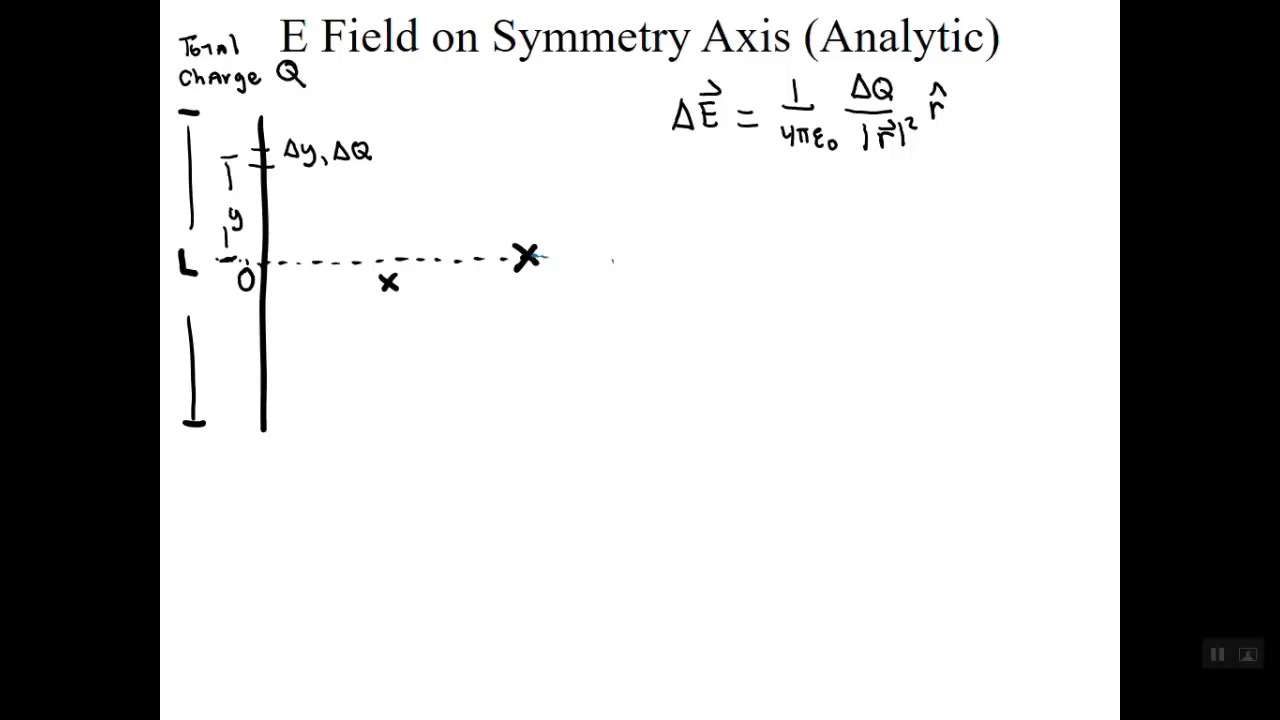 E Field on Symmetry Axis (Analytic)
Total
Charge Q
ΔE⃗ = 1/4πε₀ ΔQ/|r⃗|² r̂
Δy, ΔQ
y
L
0
x